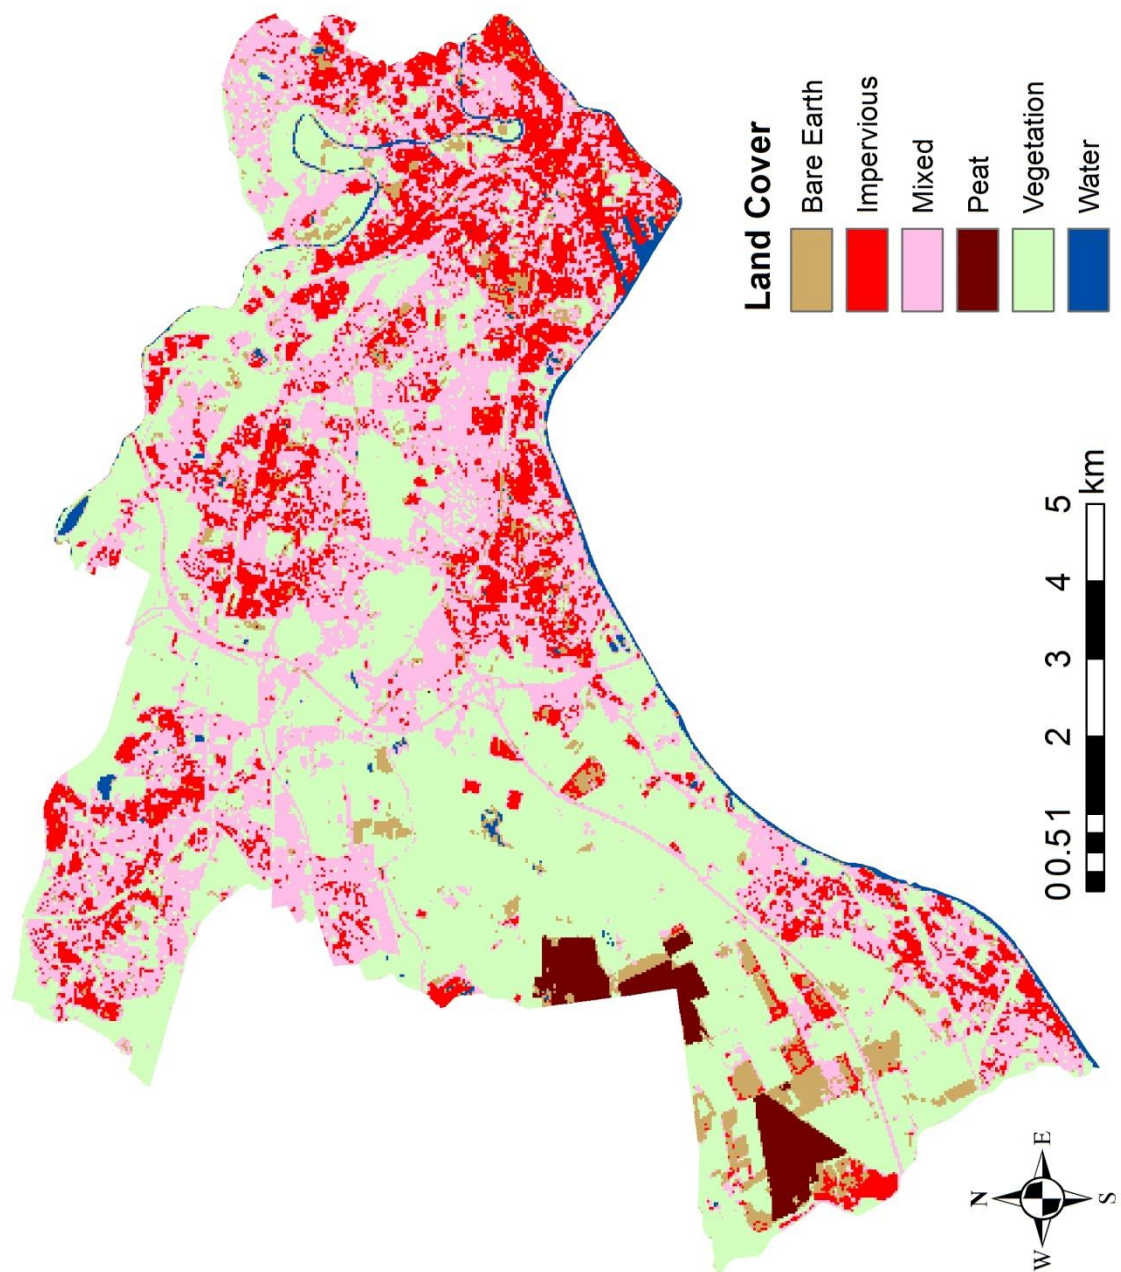 Land Cover
Bare Earth
Impervious
Mixed
Peat
Vegetation
Water
0 0.5 1 2 3 4 5
km
N
W E
S